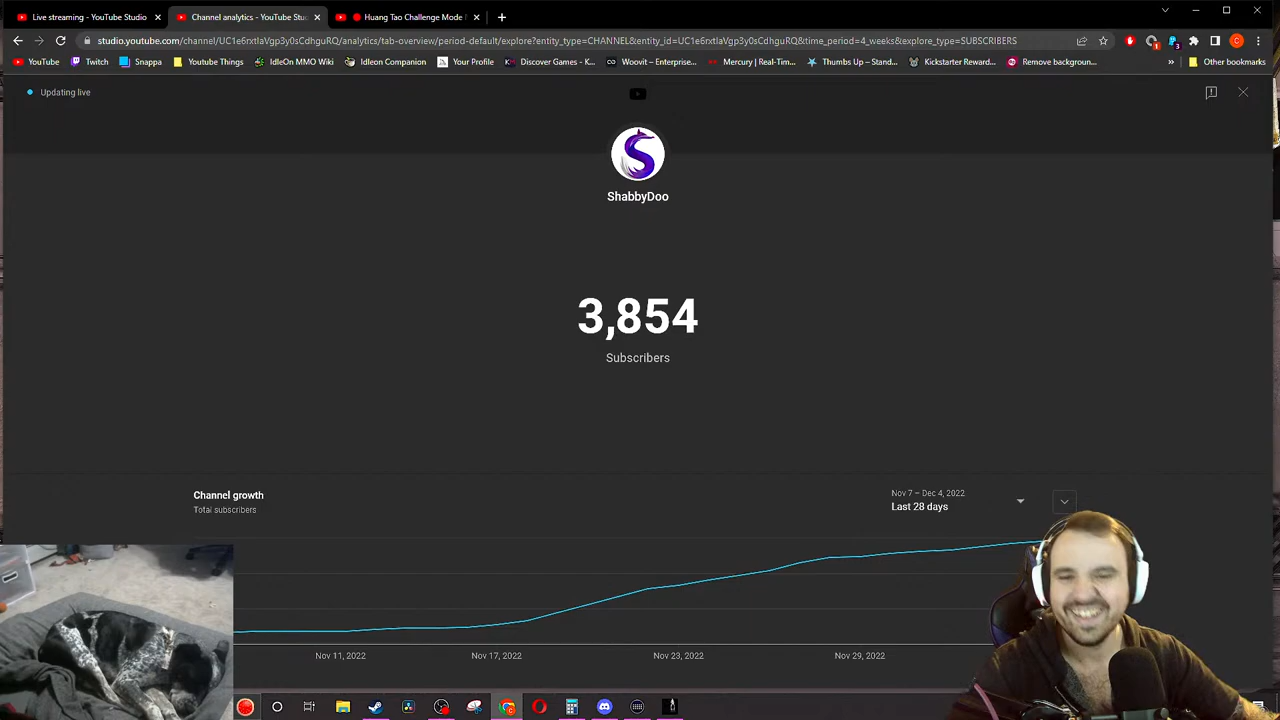 Live streaming - YouTube Studio
Channel analytics - YouTube Stu
Huang Tao Challenge Mode
studio.youtube.com/channel/UC1e6rxtlaVgp3y0sCdhguRQ/analytics/tab-overview/period-default/explore?entity_type=CHANNEL&entity_id=UC1e6rxtlaVgp3y0sCdhguRQ&time_period=4_weeks&explore_type=SUBSCRIBERS
1
3
C
YouTube
Twitch
Snappa
Youtube Things
IdleOn MMO Wiki
Idleon Companion
Your Profile
Discover Games - K...
Woovit – Enterprise...
Mercury | Real-Tim...
Thumbs Up – Stand...
Kickstarter Reward...
Remove backgroun...
»
Other bookmarks
Updating live
S
ShabbyDoo
3,854
Subscribers
Channel growth
Total subscribers
Nov 7 – Dec 4, 2022
Last 28 days
Nov 11, 2022
Nov 17, 2022
Nov 23, 2022
Nov 29, 2022